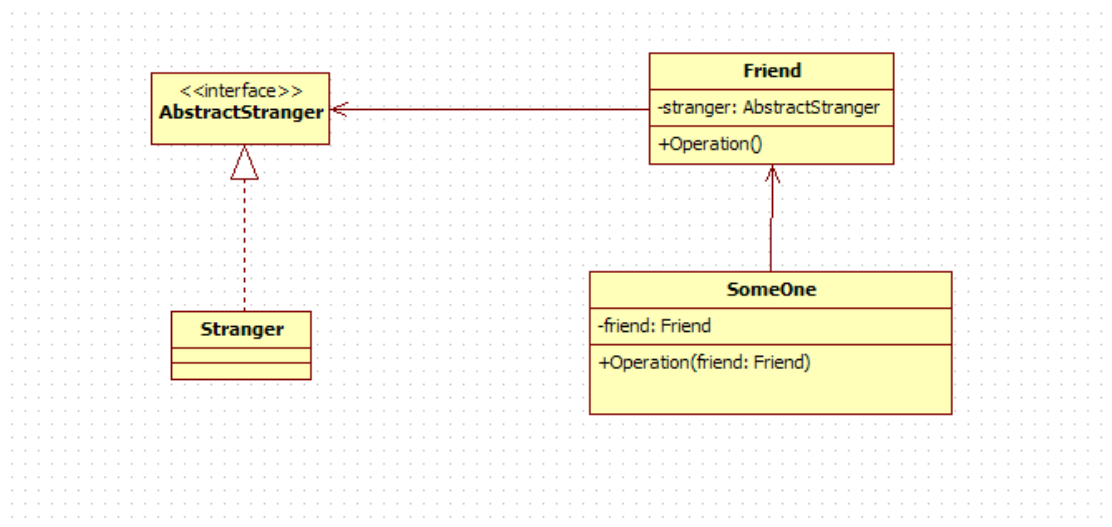 <<interface>>
AbstractStranger
Friend
-stranger: AbstractStranger
+Operation()
Stranger
SomeOne
-friend: Friend
+Operation(friend: Friend)